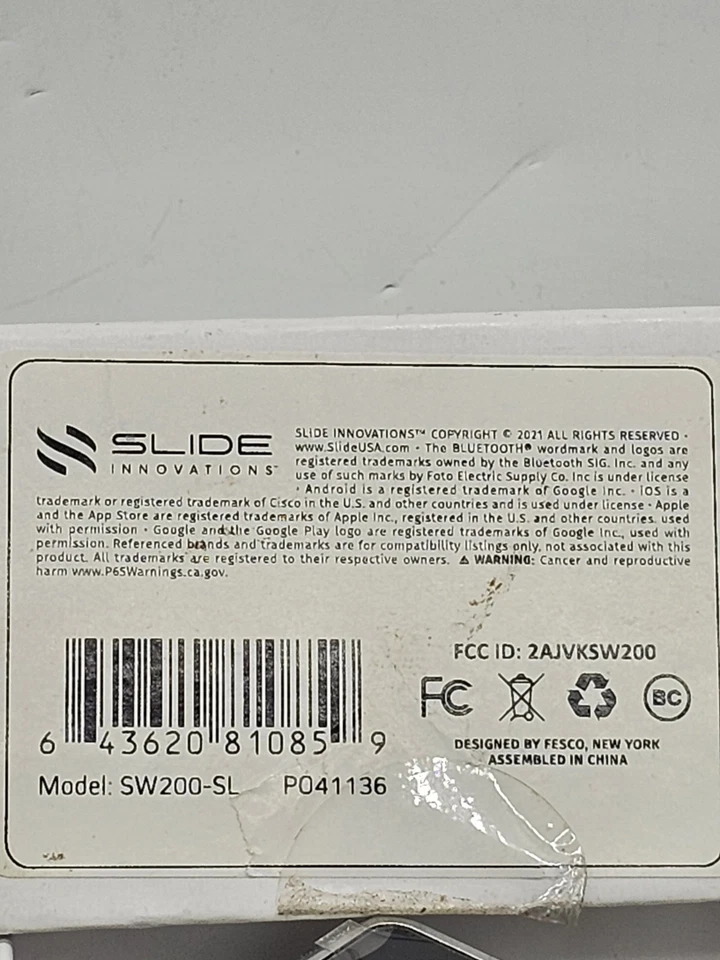 SLIDE
INNOVATIONS™
SLIDE INNOVATIONS™ COPYRIGHT © 2021 ALL RIGHTS RESERVED •
www.SlideUSA.com • The BLUETOOTH® wordmark and logos are
registered trademarks owned by the Bluetooth SIG. Inc. and any
use of such marks by Foto Electric Supply Co. Inc is under license
• Android is a registered trademark of Google Inc. • iOS is a
trademark or registered trademark of Cisco in the U.S. and other countries and is used under license • Apple
and the App Store are registered trademarks of Apple Inc., registered in the U.S. and other countries. used
with permission • Google and the Google Play logo are registered trademarks of Google Inc., used with
permission. Referenced brands and trademarks are for compatibility listings only, not associated with this
product. All trademarks are registered to their respective owners. ⚠ WARNING: Cancer and reproductive
harm www.P65Warnings.ca.gov.
6 43620 81085 9
Model: SW200-SL PO41136
FCC ID: 2AJVKSW200
FC BC
DESIGNED BY FESCO, NEW YORK
ASSEMBLED IN CHINA